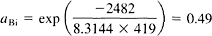 a_Bi = exp(−2482 / (8.3144 × 419)) = 0.49